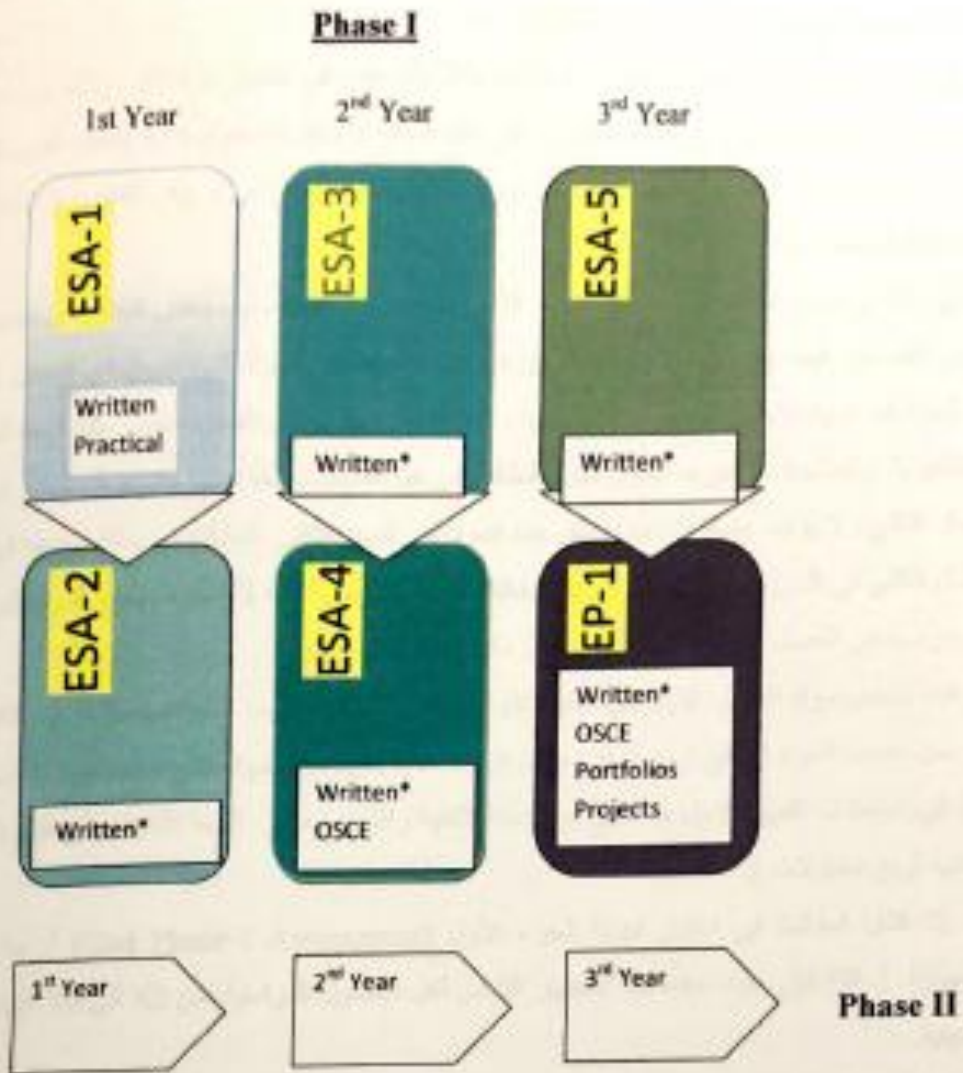 Phase I
1st Year
2nd Year
3rd Year
ESA-1
Written
Practical
ESA-3
Written*
ESA-5
Written*
ESA-2
Written*
ESA-4
Written*
OSCE
EP-1
Written*
OSCE
Portfolios
Projects
1st Year
2nd Year
3rd Year
Phase II